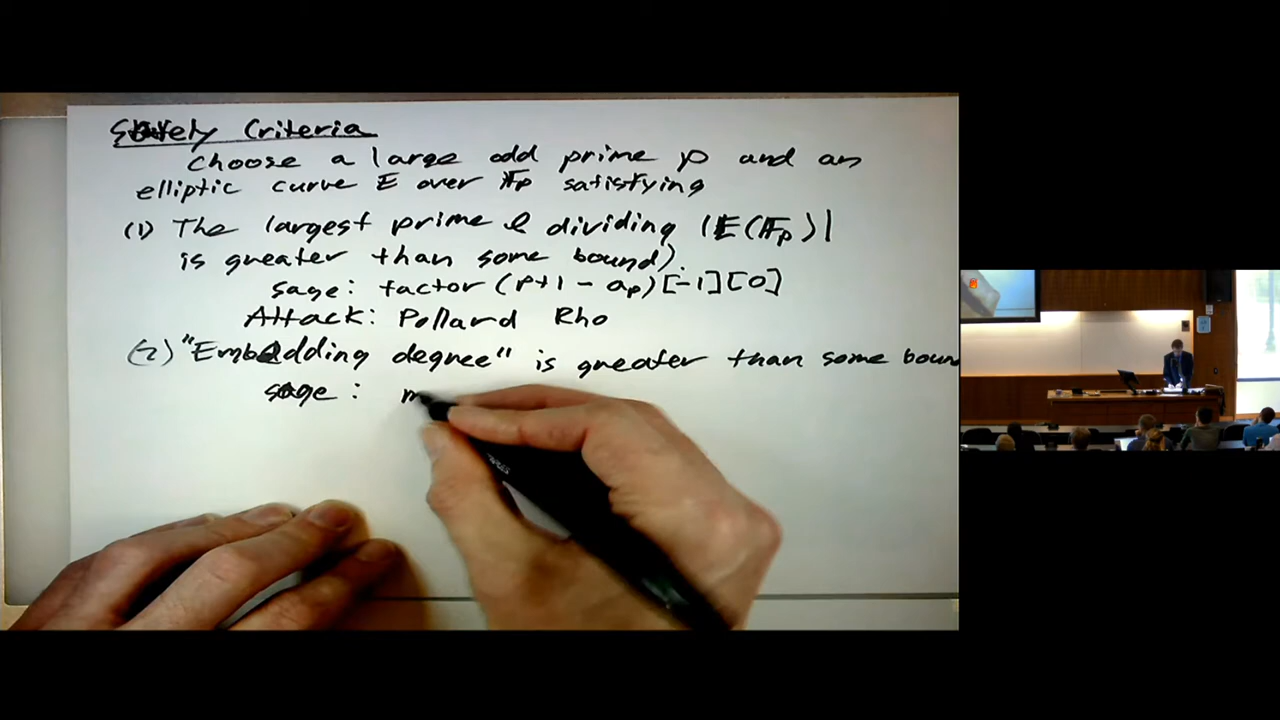 Safety Criteria
Choose a large odd prime p and an
elliptic curve E over 𝔽p satisfying
(1) The largest prime ℓ dividing |E(𝔽p)|
is greater than some bound).
sage: factor(p+1-ap)[-1][0]
Attack: Pollard Rho
(2) "Embedding degree" is greater than some boun
sage: m